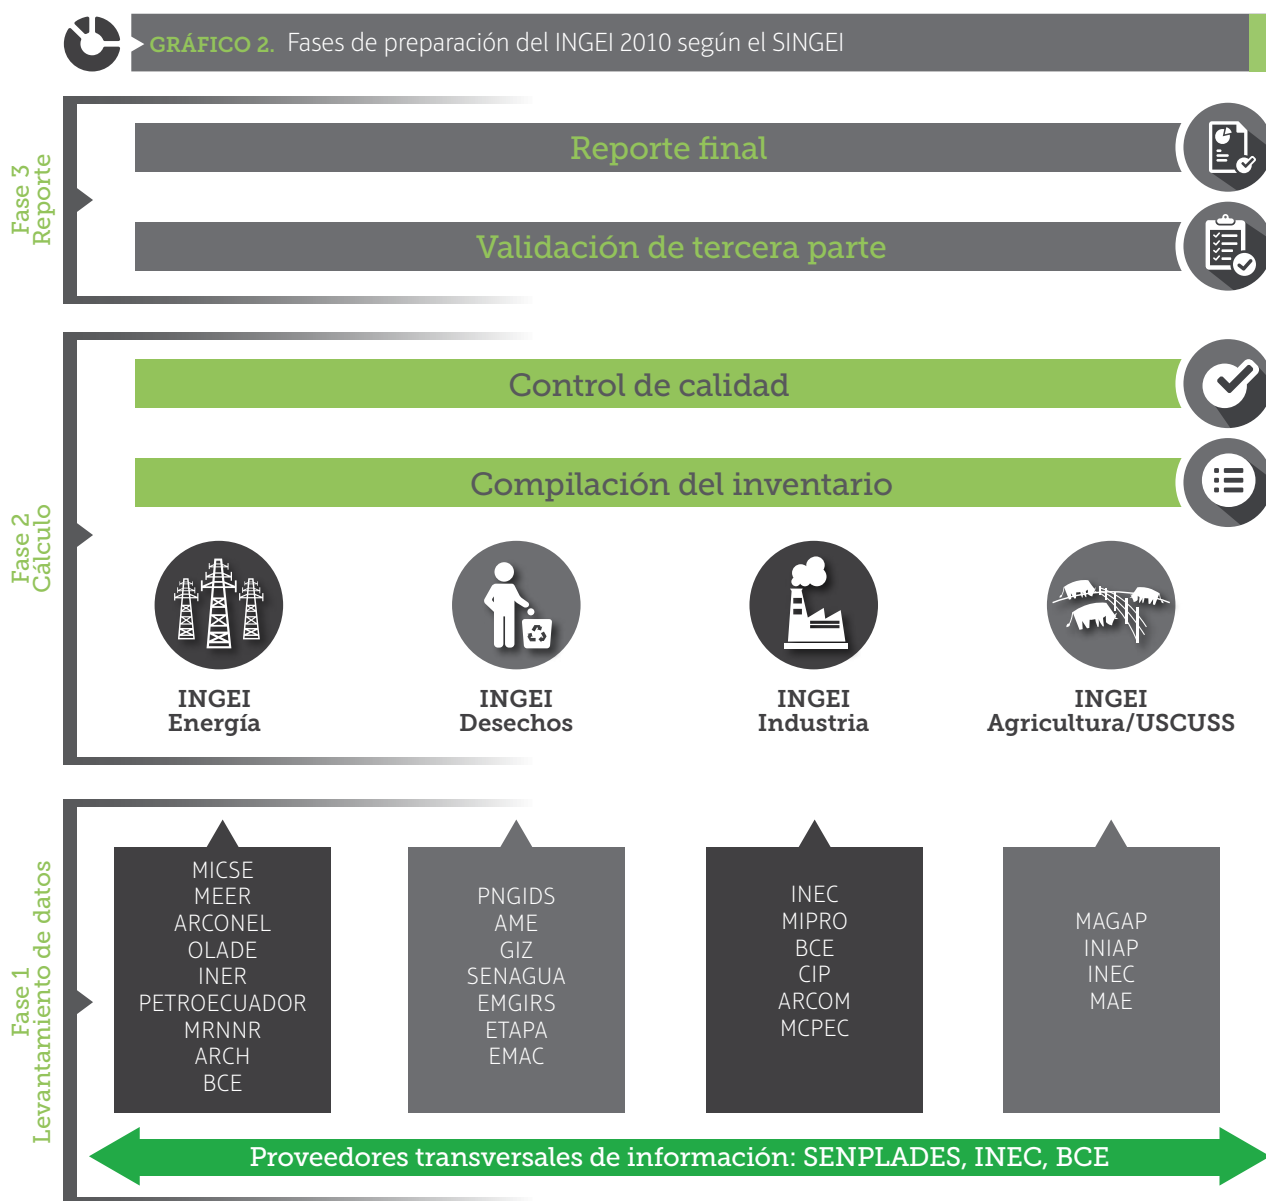 GRÁFICO 2. Fases de preparación del INGEI 2010 según el SINGEI
Fase 3
Reporte
Reporte final
Validación de tercera parte
Fase 2
Cálculo
Control de calidad
Compilación del inventario
INGEI
Energía
INGEI
Desechos
INGEI
Industria
INGEI
Agricultura/USCUSS
Fase 1
Levantamiento de datos
MICSE
MEER
ARCONEL
OLADE
INER
PETROECUADOR
MRNNR
ARCH
BCE
PNGIDS
AME
GIZ
SENAGUA
EMGIRS
ETAPA
EMAC
INEC
MIPRO
BCE
CIP
ARCOM
MCPEC
MAGAP
INIAP
INEC
MAE
Proveedores transversales de información: SENPLADES, INEC, BCE